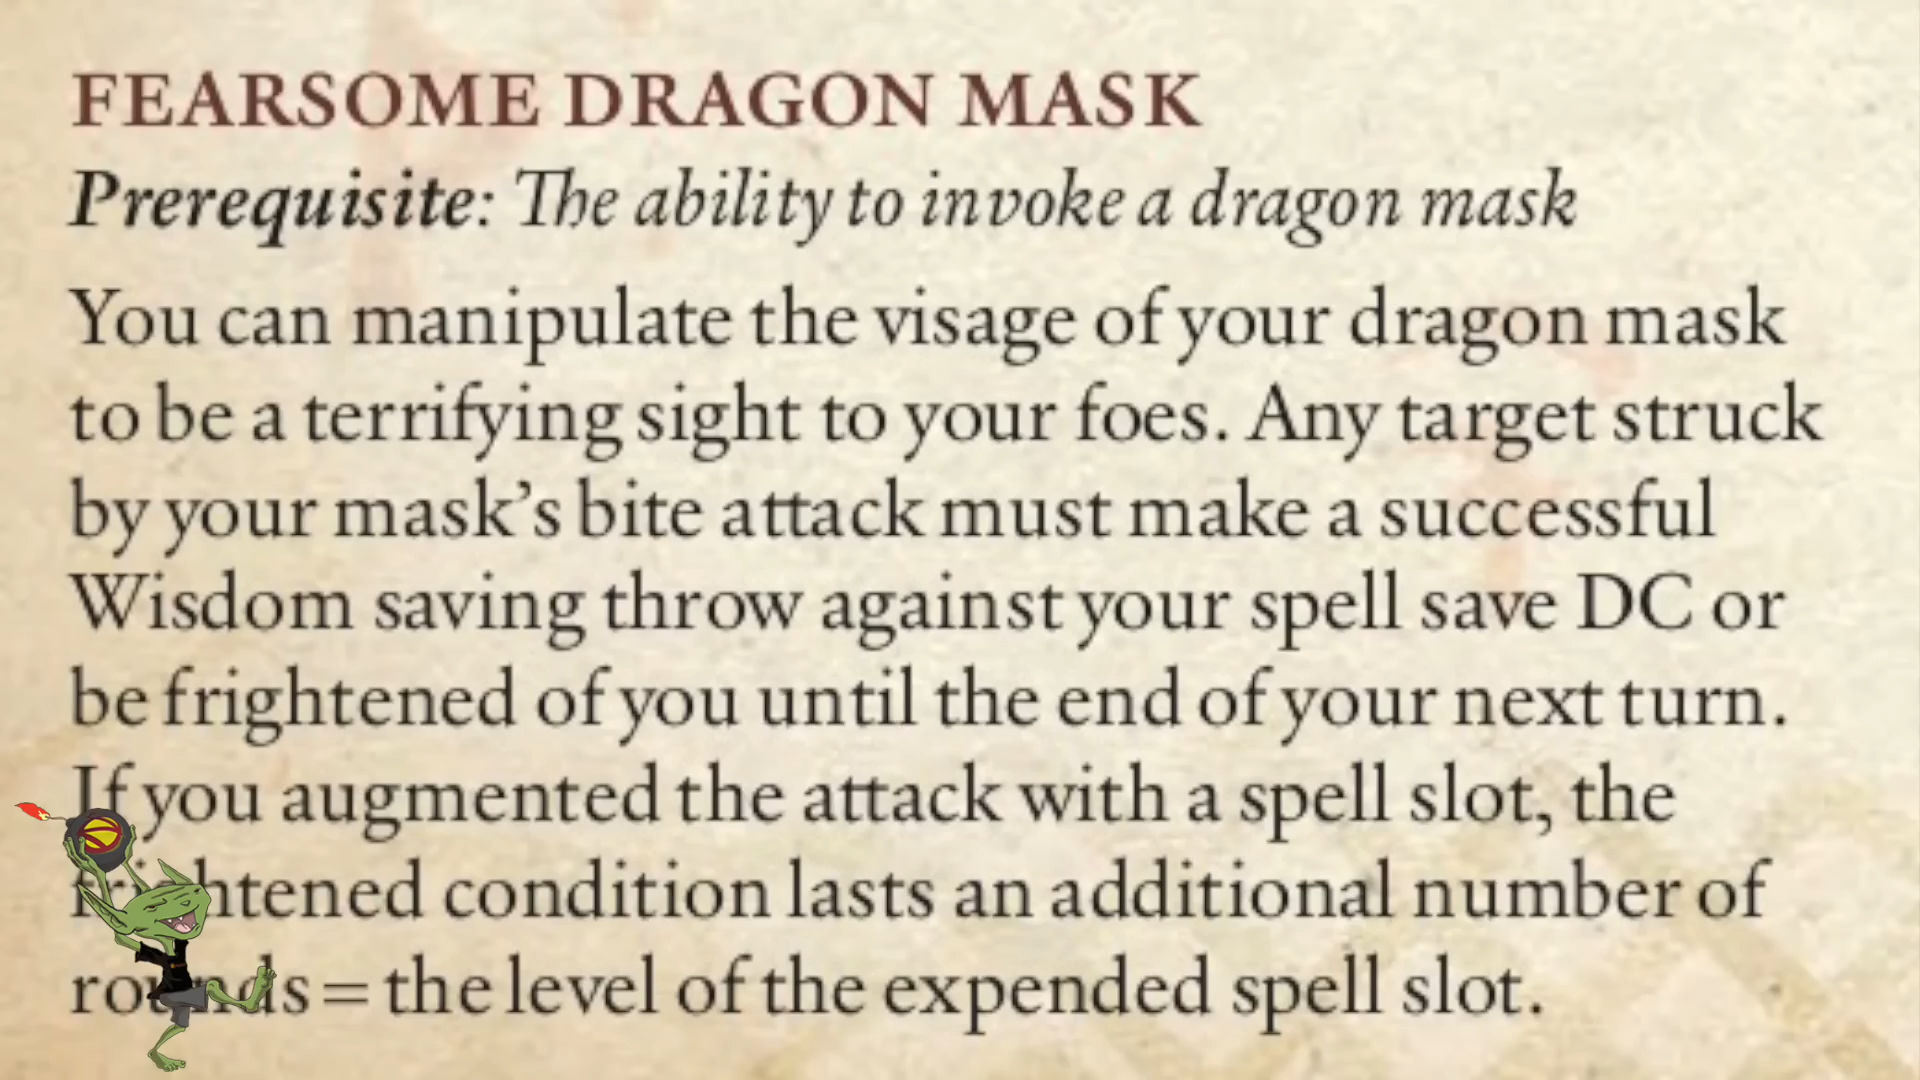 FEARSOME DRAGON MASK
Prerequisite: The ability to invoke a dragon mask
You can manipulate the visage of your dragon mask
to be a terrifying sight to your foes. Any target struck
by your mask’s bite attack must make a successful
Wisdom saving throw against your spell save DC or
be frightened of you until the end of your next turn.
If you augmented the attack with a spell slot, the
frightened condition lasts an additional number of
rounds = the level of the expended spell slot.